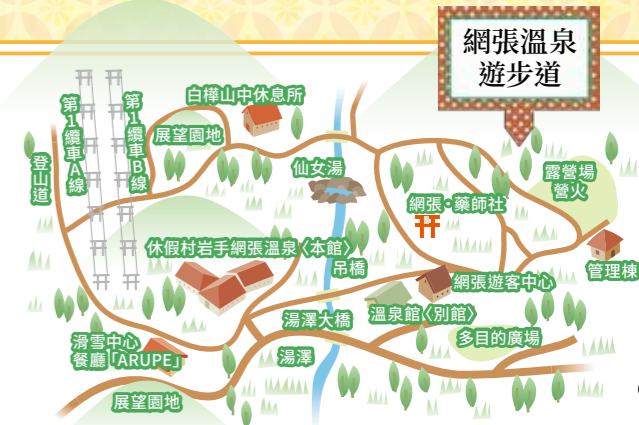 網張溫泉
遊步道
白樺山中休息所
第1纜車A線
第1纜車B線
展望園地
登山道
仙女湯
露營場
營火
網張・藥師社
休假村岩手網張溫泉〈本館〉
吊橋
管理棟
網張遊客中心
湯澤大橋
溫泉館〈別館〉
滑雪中心
餐廳「ARUPE」
湯澤
多目的廣場
展望園地